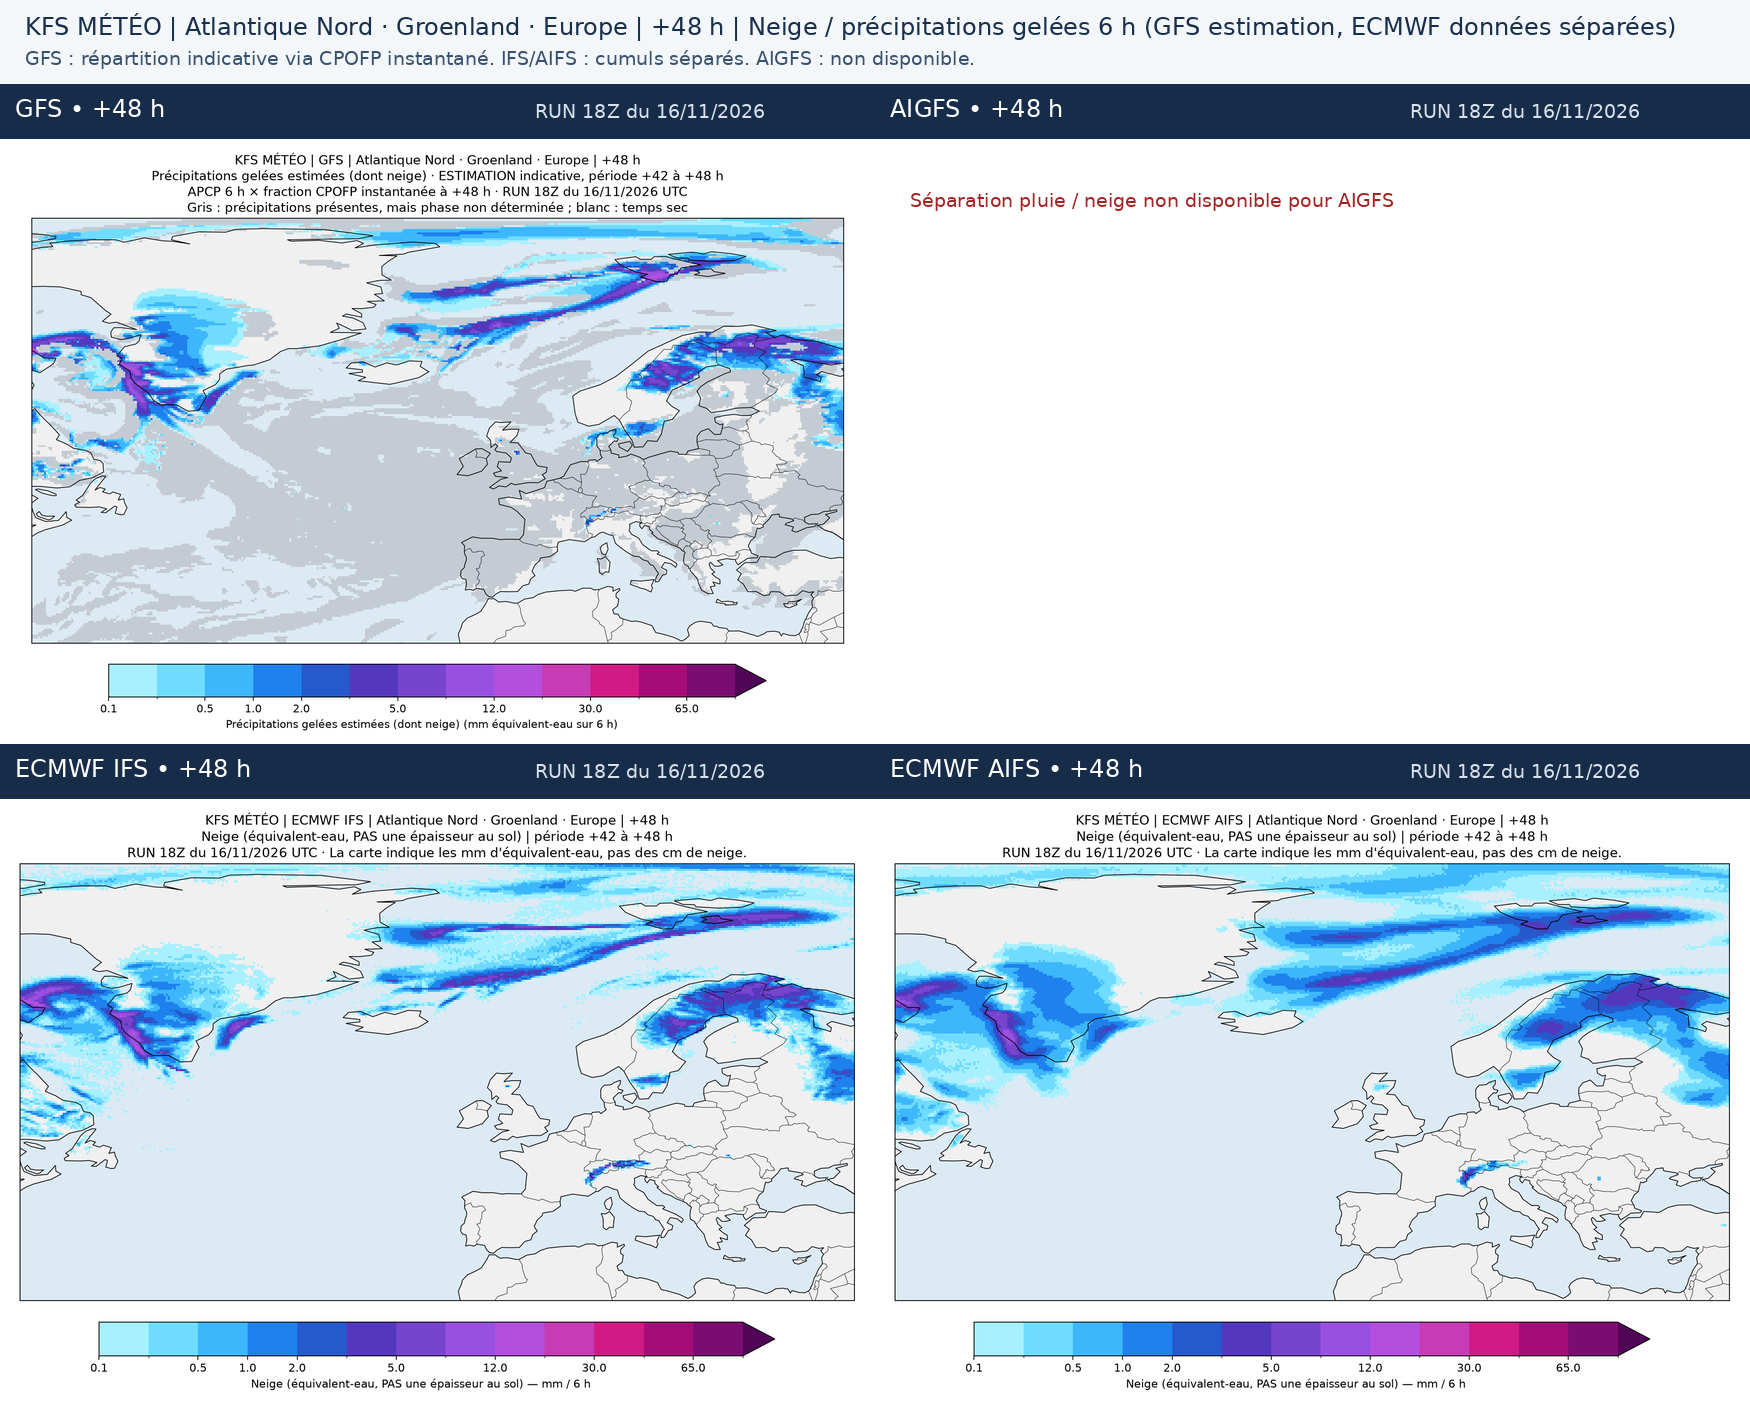 KFS MÉTÉO | Atlantique Nord · Groenland · Europe | +48 h | Neige / précipitations gelées 6 h (GFS estimation, ECMWF données séparées)
GFS : répartition indicative via CPOFP instantané. IFS/AIFS : cumuls séparés. AIGFS : non disponible.
GFS • +48 h
RUN 18Z du 16/11/2026
KFS MÉTÉO | GFS | Atlantique Nord · Groenland · Europe | +48 h
Précipitations gelées estimées (dont neige) · ESTIMATION indicative, période +42 à +48 h
APCP 6 h × fraction CPOFP instantanée à +48 h · RUN 18Z du 16/11/2026 UTC
Gris : précipitations présentes, mais phase non déterminée ; blanc : temps sec
0.1 0.5 1.0 2.0 5.0 12.0 30.0 65.0
Précipitations gelées estimées (dont neige) (mm équivalent-eau sur 6 h)
AIGFS • +48 h
RUN 18Z du 16/11/2026
Séparation pluie / neige non disponible pour AIGFS
ECMWF IFS • +48 h
RUN 18Z du 16/11/2026
KFS MÉTÉO | ECMWF IFS | Atlantique Nord · Groenland · Europe | +48 h
Neige (équivalent-eau, PAS une épaisseur au sol) | période +42 à +48 h
RUN 18Z du 16/11/2026 UTC · La carte indique les mm d'équivalent-eau, pas des cm de neige.
0.1 0.5 1.0 2.0 5.0 12.0 30.0 65.0
Neige (équivalent-eau, PAS une épaisseur au sol) — mm / 6 h
ECMWF AIFS • +48 h
RUN 18Z du 16/11/2026
KFS MÉTÉO | ECMWF AIFS | Atlantique Nord · Groenland · Europe | +48 h
Neige (équivalent-eau, PAS une épaisseur au sol) | période +42 à +48 h
RUN 18Z du 16/11/2026 UTC · La carte indique les mm d'équivalent-eau, pas des cm de neige.
0.1 0.5 1.0 2.0 5.0 12.0 30.0 65.0
Neige (équivalent-eau, PAS une épaisseur au sol) — mm / 6 h